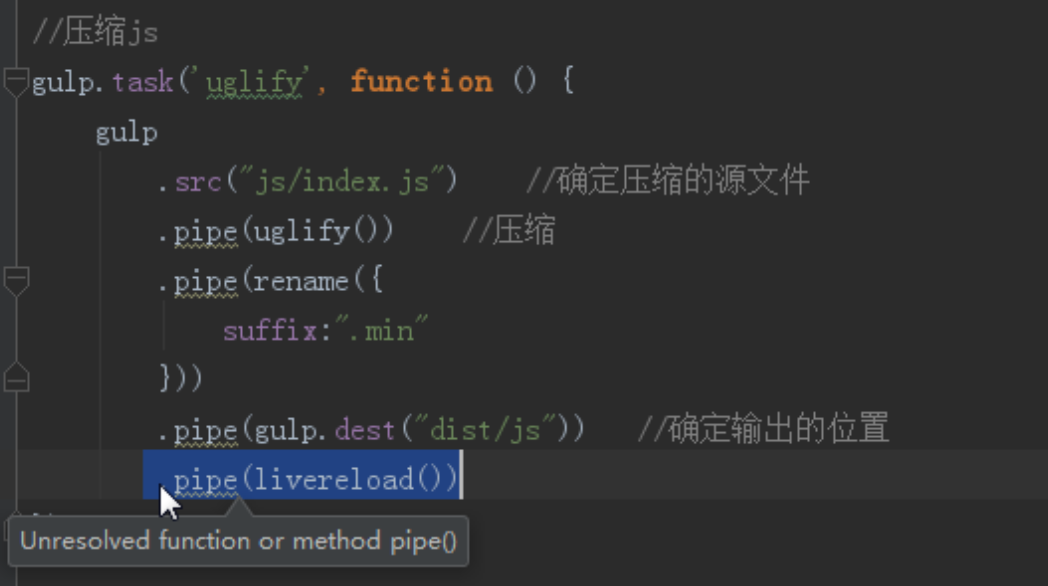 //压缩js
gulp.task('uglify', function () {
gulp
.src("js/index.js") //确定压缩的源文件
.pipe(uglify()) //压缩
.pipe(rename({
suffix:".min"
}))
.pipe(gulp.dest("dist/js")) //确定输出的位置
.pipe(livereload())
Unresolved function or method pipe()